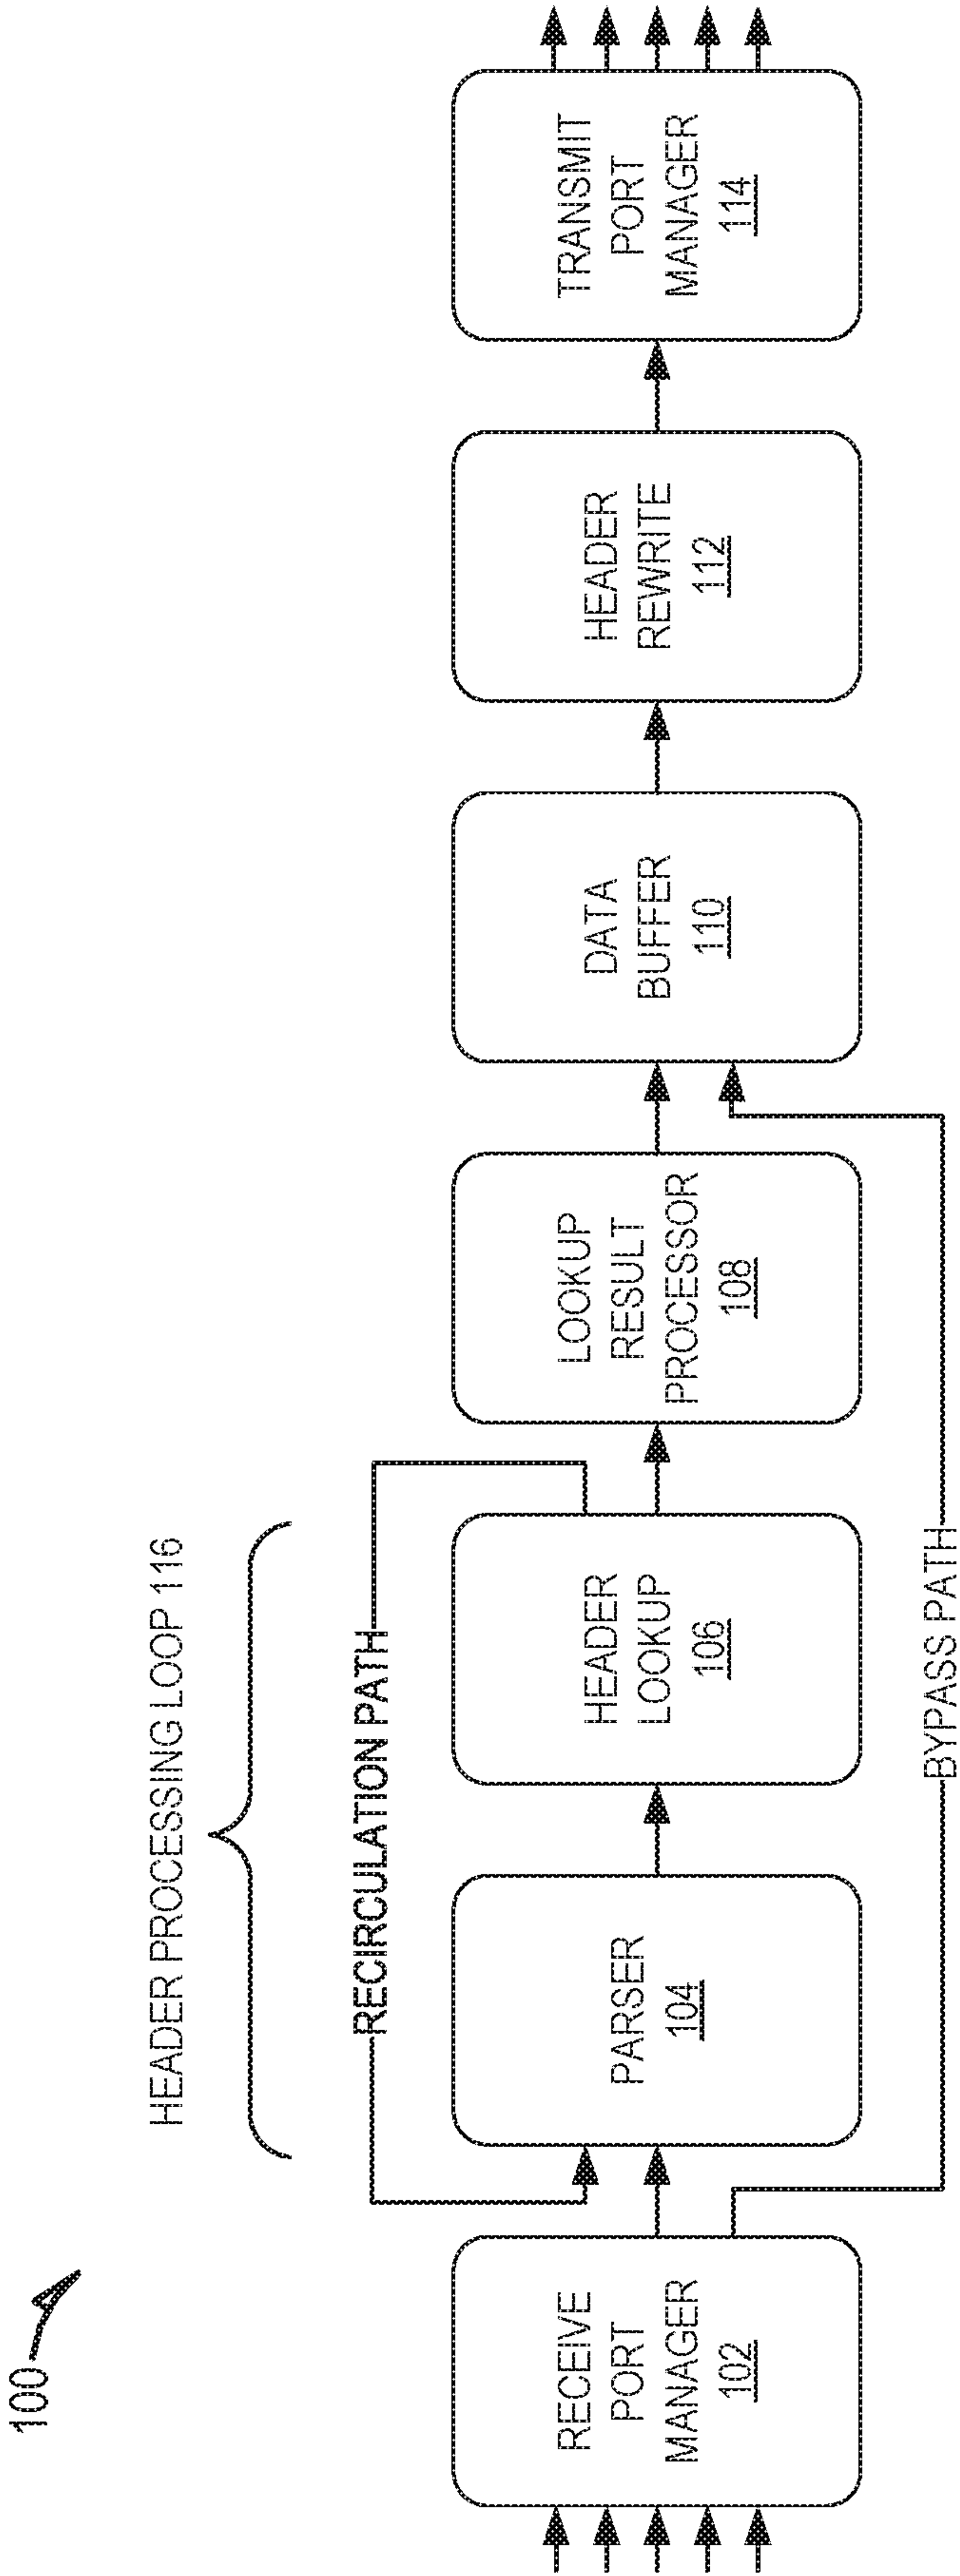 100
HEADER PROCESSING LOOP 116
RECIRCULATION PATH
RECEIVE
PORT
MANAGER
102
PARSER
104
HEADER
LOOKUP
106
LOOKUP
RESULT
PROCESSOR
108
DATA
BUFFER
110
HEADER
REWRITE
112
TRANSMIT
PORT
MANAGER
114
BYPASS PATH